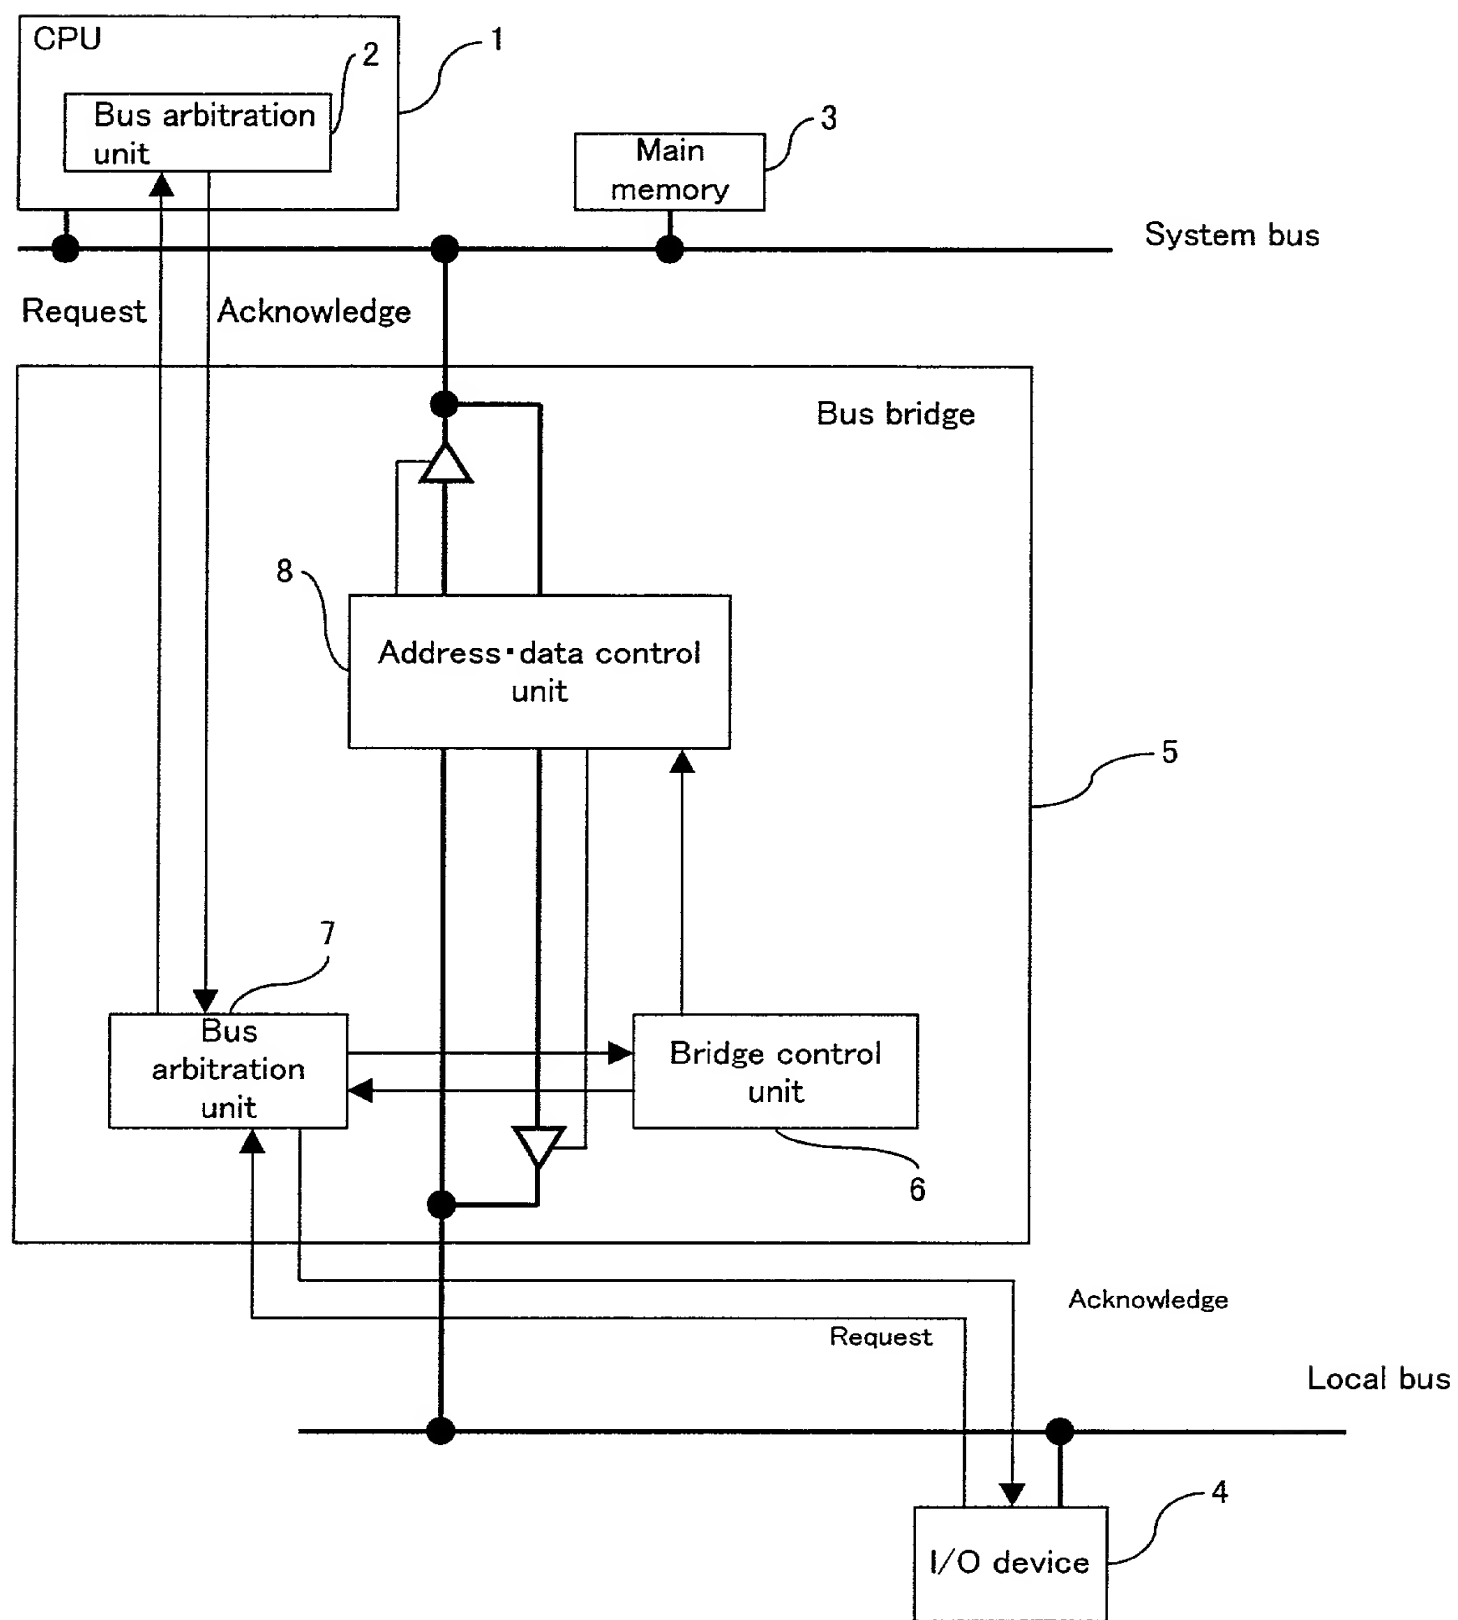 CPU
1
2
Bus arbitration
unit
3
Main
memory
System bus
Request
Acknowledge
Bus bridge
8
Address・data control
unit
5
7
Bus
arbitration
unit
Bridge control
unit
6
Acknowledge
Request
Local bus
4
I/O device